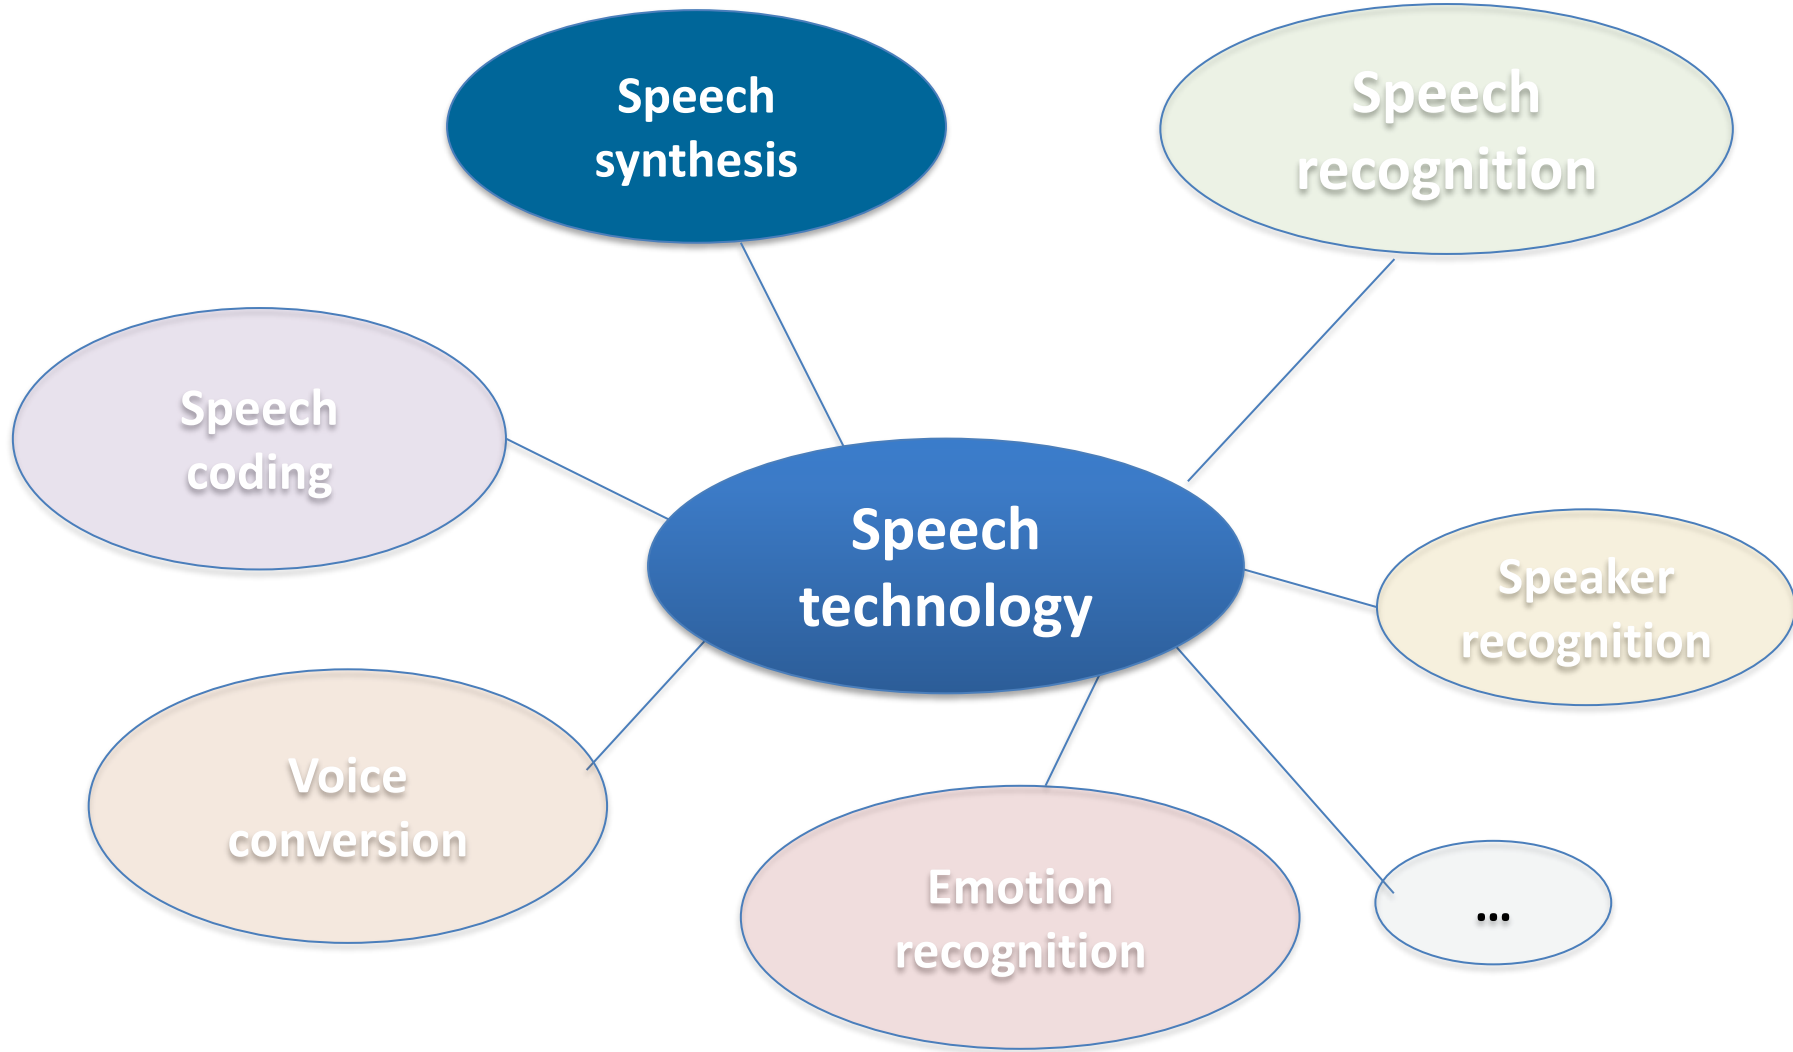 Speech
synthesis
Speech
recognition
Speech
coding
Speech
technology
Speaker
recognition
Voice
conversion
Emotion
recognition
...